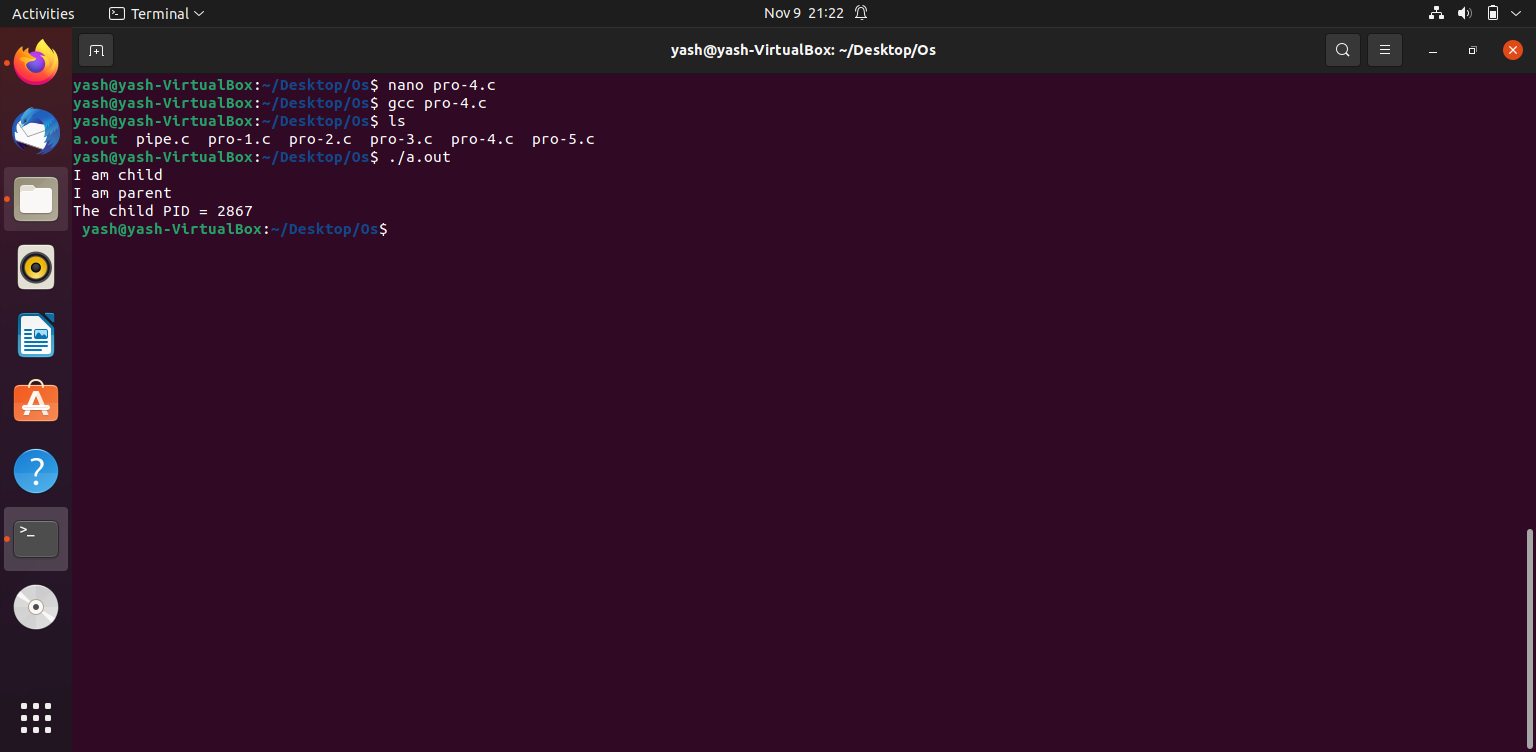 Activities Terminal Nov 9 21:22
yash@yash-VirtualBox: ~/Desktop/Os
yash@yash-VirtualBox:~/Desktop/Os$ nano pro-4.c
yash@yash-VirtualBox:~/Desktop/Os$ gcc pro-4.c
yash@yash-VirtualBox:~/Desktop/Os$ ls
a.out  pipe.c  pro-1.c  pro-2.c  pro-3.c  pro-4.c  pro-5.c
yash@yash-VirtualBox:~/Desktop/Os$ ./a.out
I am child
I am parent
The child PID = 2867
 yash@yash-VirtualBox:~/Desktop/Os$